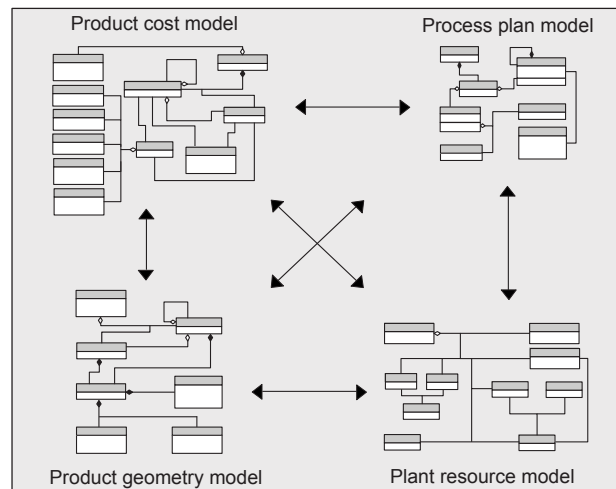 Product cost model
Process plan model
Product geometry model
Plant resource model